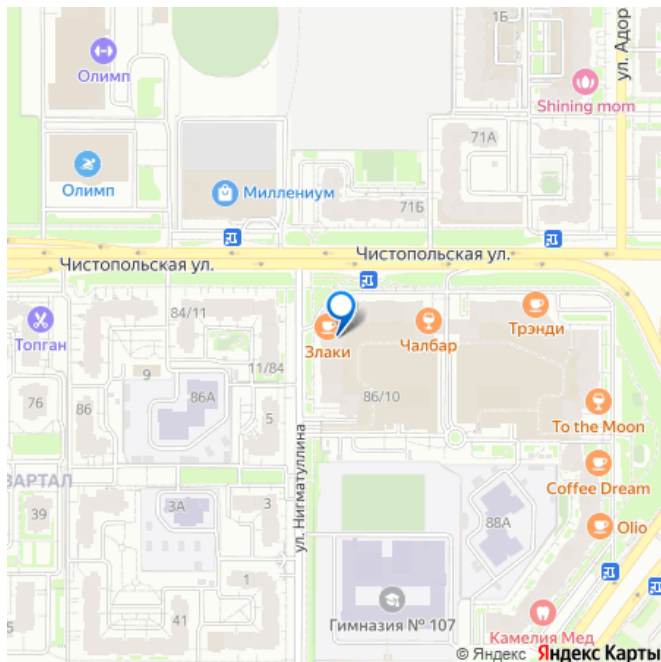 1Б
ул. Адор
Олимп
Shining mom
71А
Олимп
Миллениум
71Б
Чистопольская ул.
Чистопольская ул.
84/11
Топган
Злаки
Чалбар
Трэнди
11/84
9
76
86
86А
5
86/10
To the Moon
ВАРТАЛ
ул. Нигматуллина
Coffee Dream
39
3А
3
88А
Olio
1
41
Гимназия № 107
Камелия Мед
© Яндекс Яндекс Карты